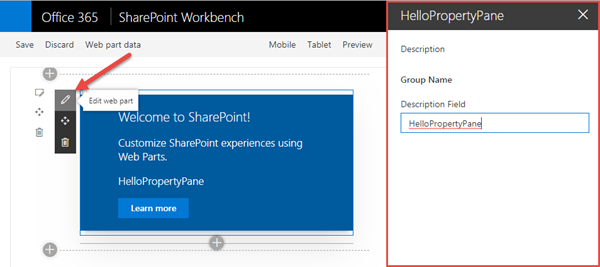 Office 365 SharePoint Workbench
Save Discard Web part data Mobile Tablet Preview
Edit web part
Welcome to SharePoint!
Customize SharePoint experiences using
Web Parts.
HelloPropertyPane
Learn more
HelloPropertyPane
Description
Group Name
Description Field
HelloPropertyPane